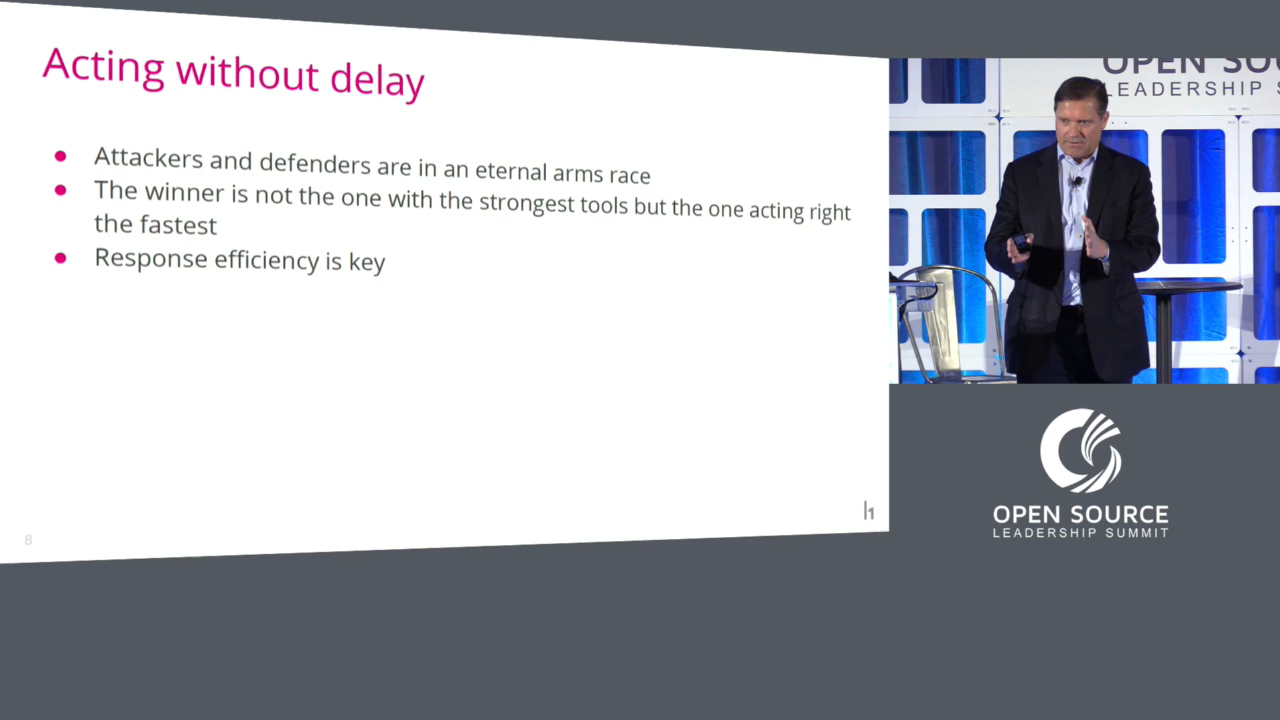 Acting without delay
Attackers and defenders are in an eternal arms race
The winner is not the one with the strongest tools but the one acting right
the fastest
Response efficiency is key
8
l1
OPEN SOU
LEADERSHIP S
OPEN SOURCE
LEADERSHIP SUMMIT